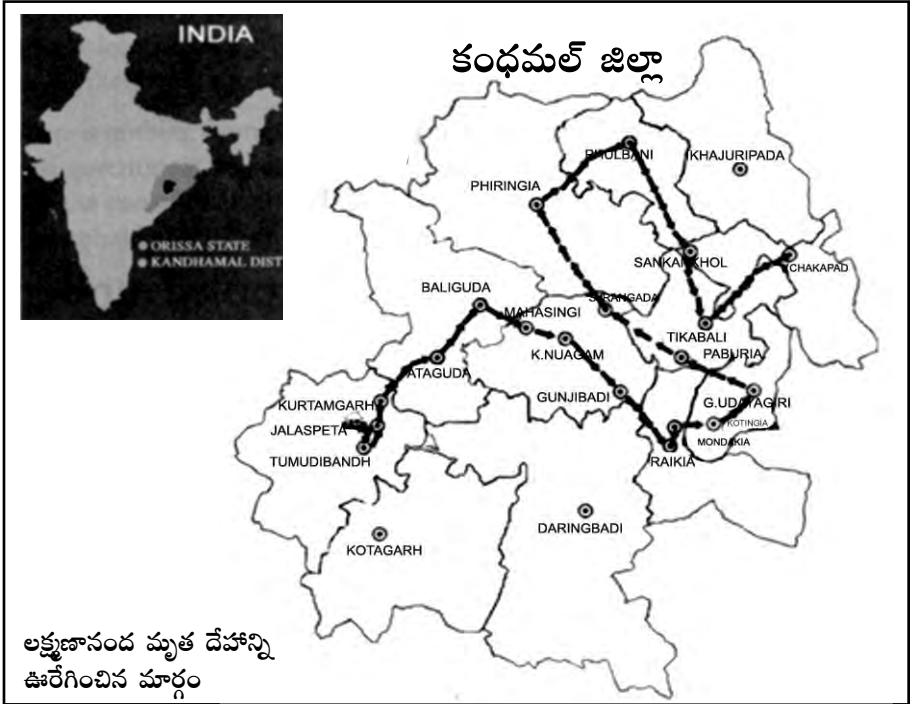 INDIA
ORISSA STATE
KANDHAMAL DIST
కంధమల్ జిల్లా
PHULBANI
KHAJURIPADA
PHIRINGIA
SANKARKHOL
CHAKAPAD
BALIGUDA
SARANGADA
MAHASINGI
TIKABALI
K.NUAGAM
PABURIA
ATAGUDA
GUNJIBADI
G.UDAYAGIRI
KURTAMGARH
KOTINGIA
JALASPETA
MONDAKIA
TUMUDIBANDH
RAIKIA
DARINGBADI
KOTAGARH
లక్ష్మణానంద మృత దేహాన్ని
ఊరేగించిన మార్గం